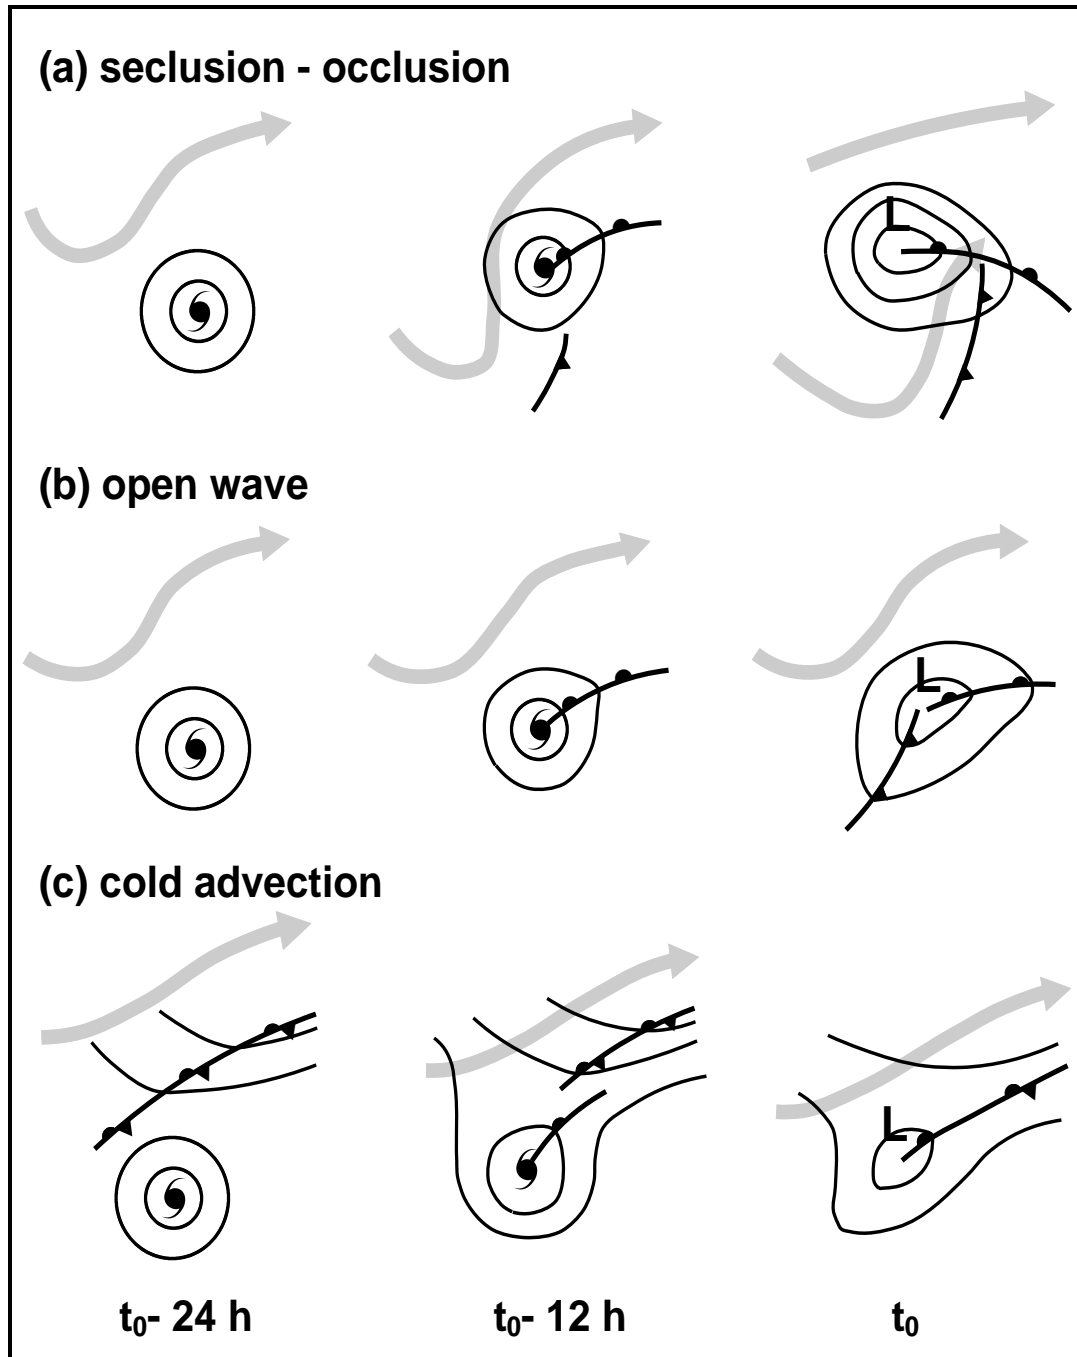 (a) seclusion - occlusion
L
(b) open wave
L
(c) cold advection
L
t0- 24 h t0- 12 h t0